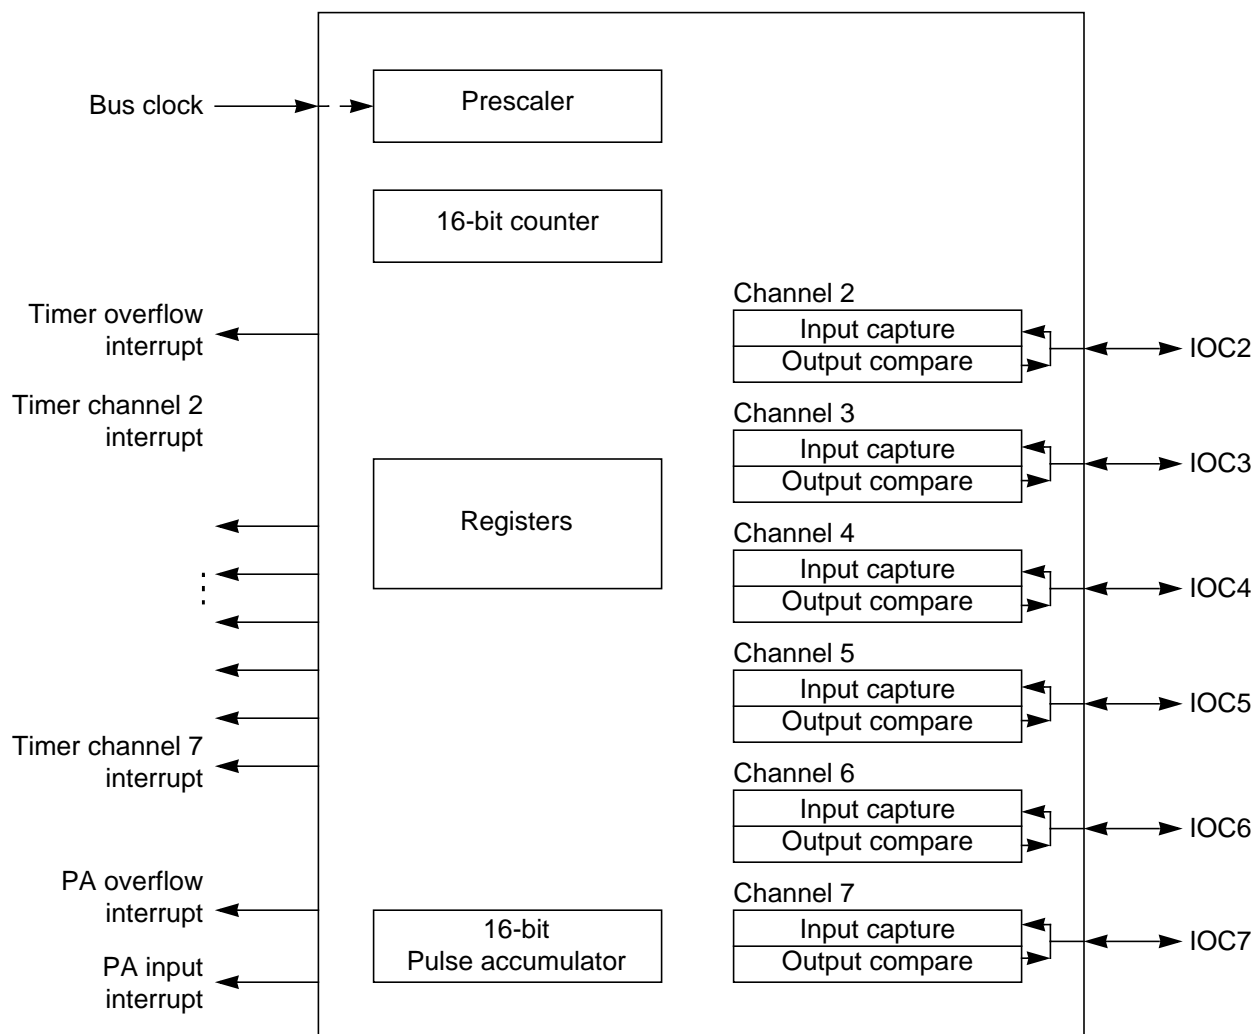 Bus clock
Prescaler
16-bit counter
Timer overflow
interrupt
Timer channel 2
interrupt
Registers
Timer channel 7
interrupt
PA overflow
interrupt
PA input
interrupt
16-bit
Pulse accumulator
Channel 2
Input capture
Output compare
IOC2
Channel 3
Input capture
Output compare
IOC3
Channel 4
Input capture
Output compare
IOC4
Channel 5
Input capture
Output compare
IOC5
Channel 6
Input capture
Output compare
IOC6
Channel 7
Input capture
Output compare
IOC7